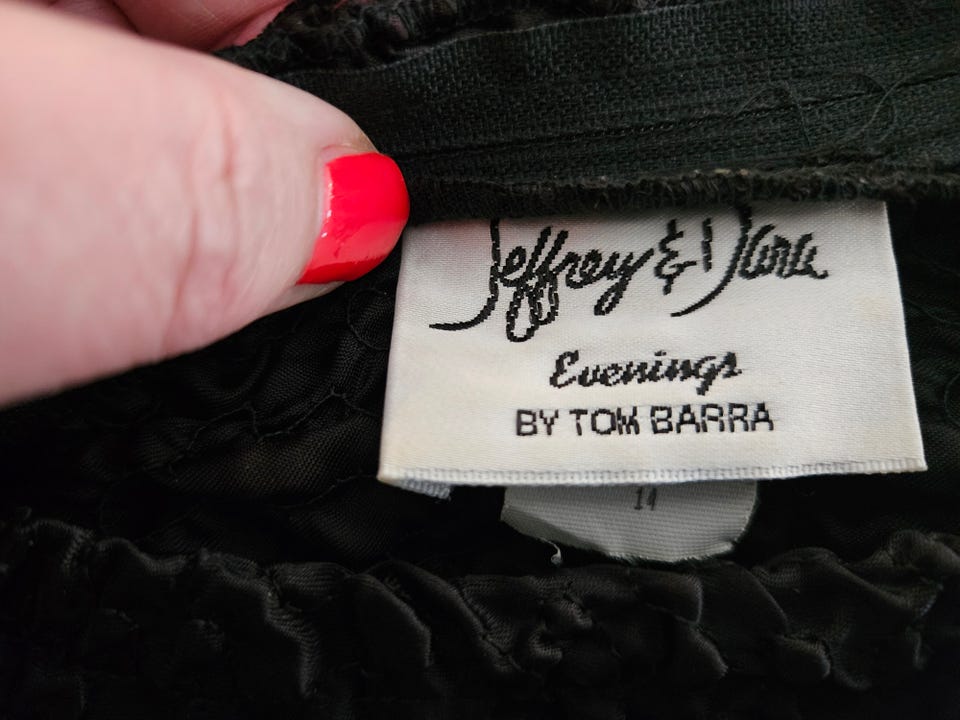 Jeffrey & Dara
Evenings
BY TOM BARRA
14